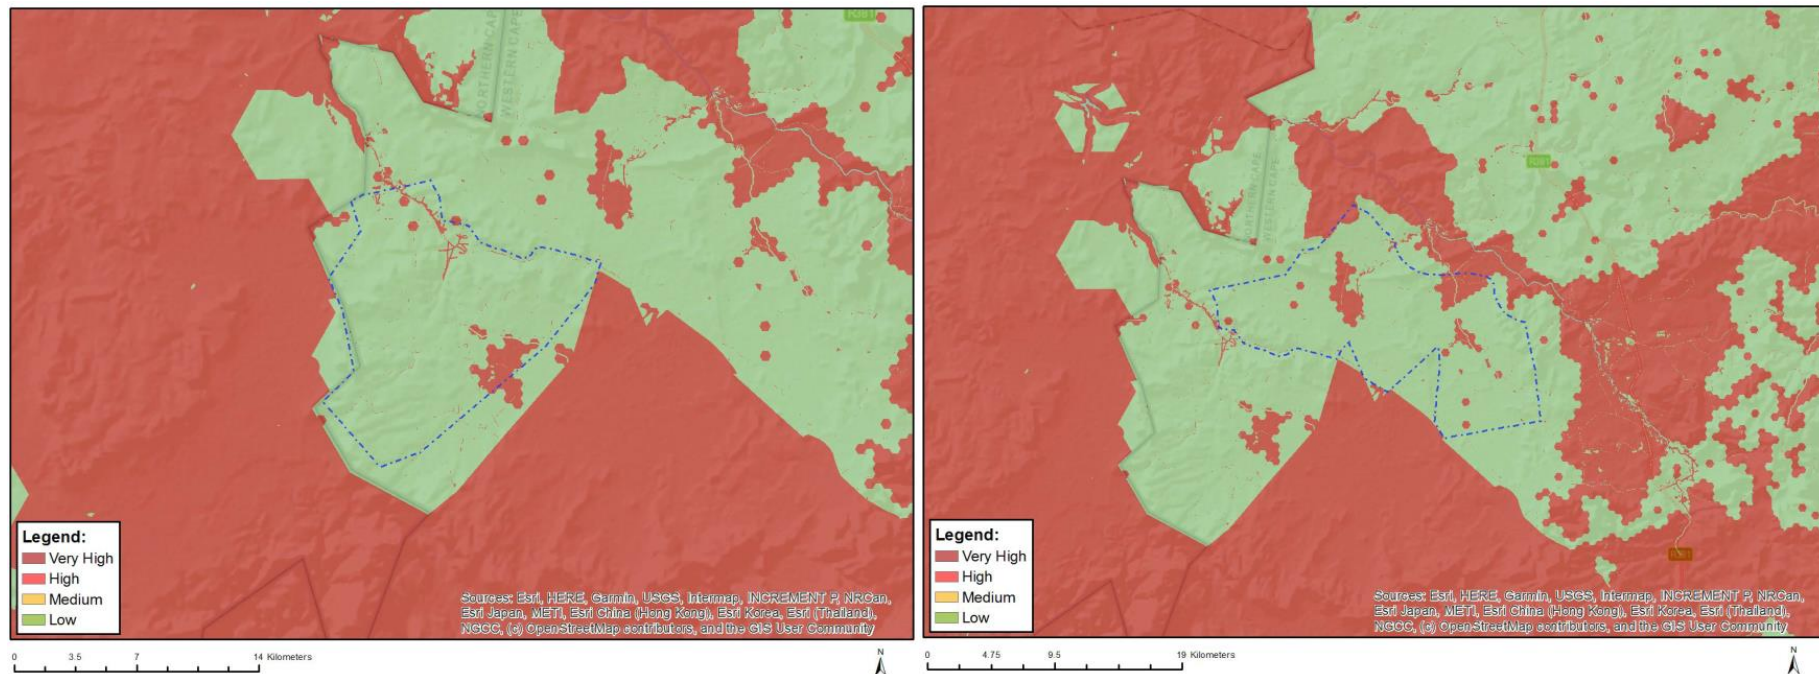 R381
NORTHERN CAPE
WESTERN CAPE
Legend:
Very High
High
Medium
Low
Sources: Esri, HERE, Garmin, USGS, Intermap, INCREMENT P, NRCan,
Esri Japan, METI, Esri China (Hong Kong), Esri Korea, Esri (Thailand),
NGCC, (c) OpenStreetMap contributors, and the GIS User Community
0 3.5 7 14 Kilometers
N
NORTHERN CAPE
WESTERN CAPE
R381
R381
Legend:
Very High
High
Medium
Low
Sources: Esri, HERE, Garmin, USGS, Intermap, INCREMENT P, NRCan,
Esri Japan, METI, Esri China (Hong Kong), Esri Korea, Esri (Thailand),
NGCC, (c) OpenStreetMap contributors, and the GIS User Community
0 4.75 9.5 19 Kilometers
N